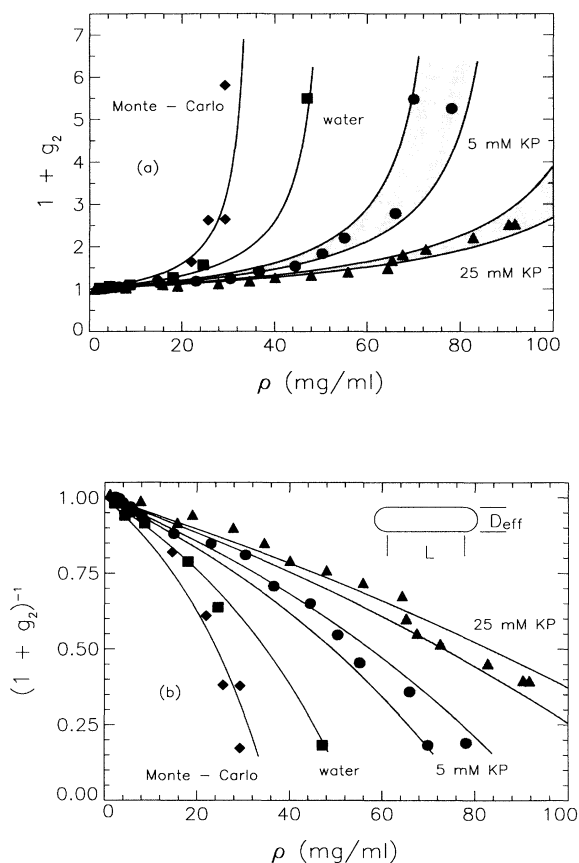 7
6
5
4
3
2
1
0
1 + g₂
Monte – Carlo
water
(a)
5 mM KP
25 mM KP
0 20 40 60 80 100
ρ (mg/ml)
1.00
0.75
0.50
0.25
0.00
(1 + g₂)⁻¹
D_eff
L
25 mM KP
(b)
Monte – Carlo
water
5 mM KP
0 20 40 60 80 100
ρ (mg/ml)